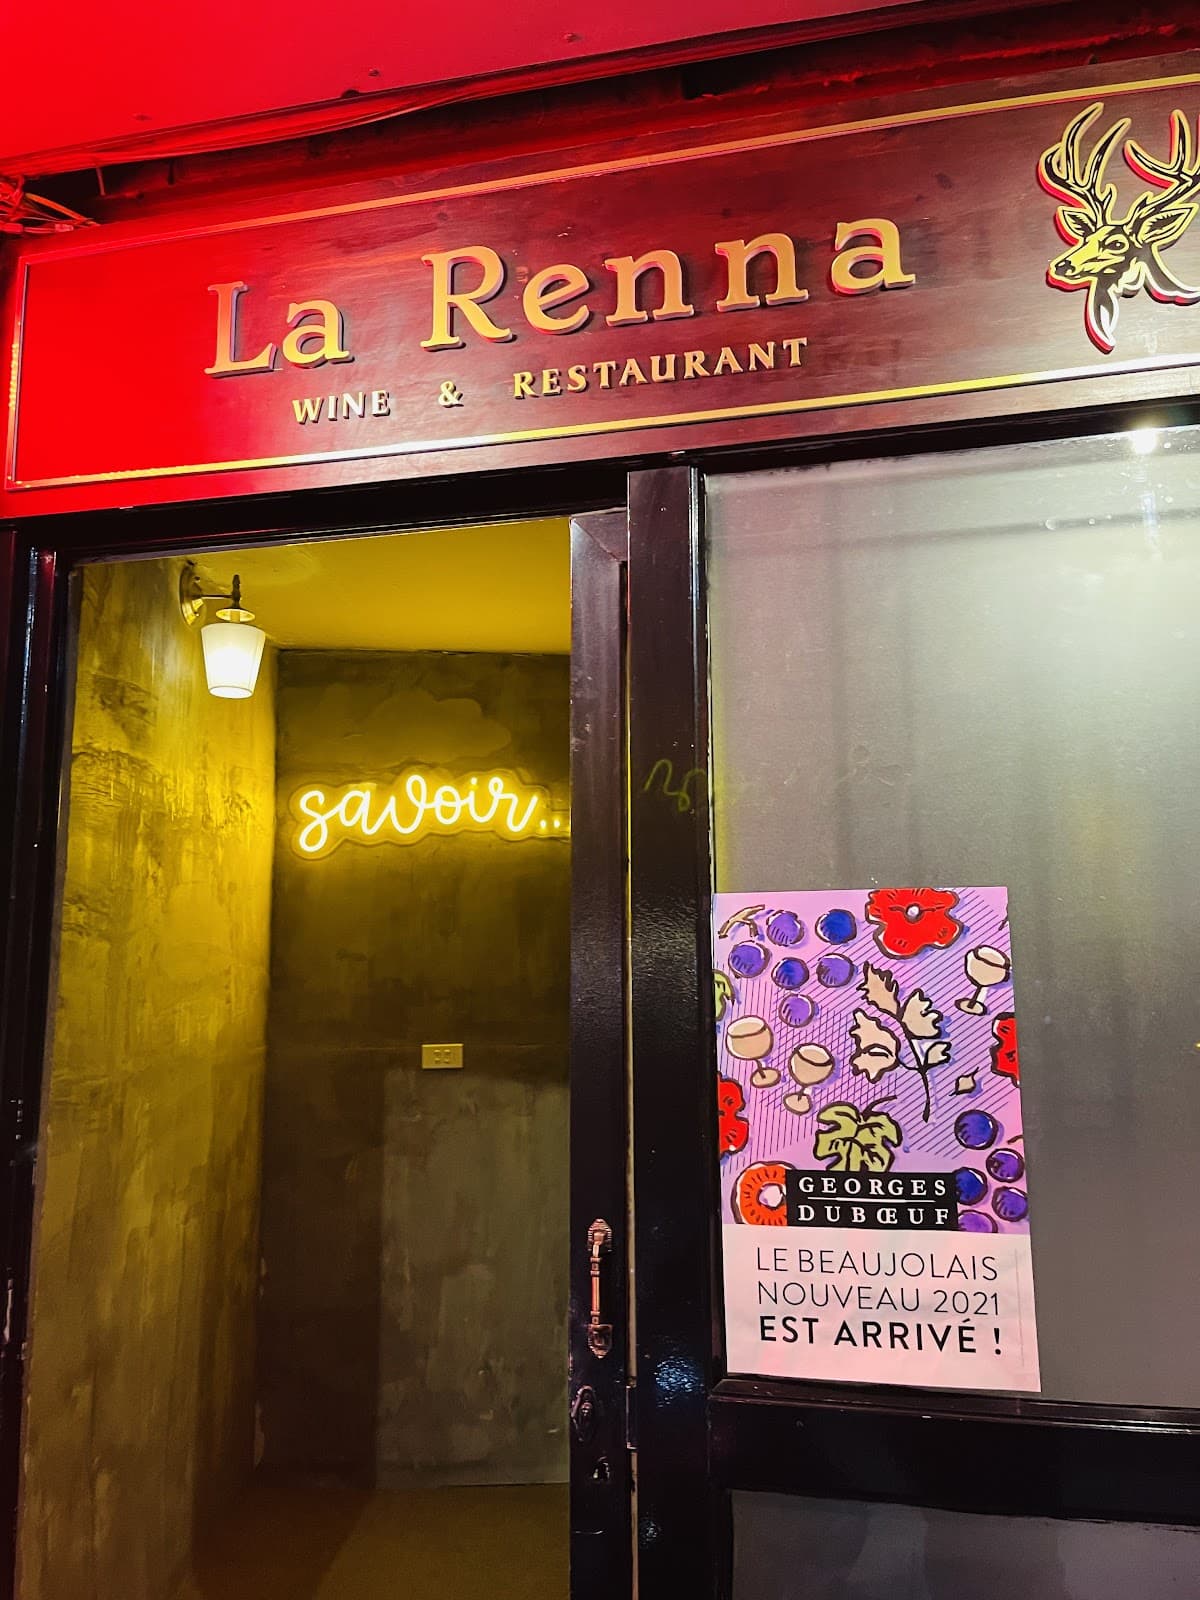 La Renna
WINE & RESTAURANT
savoir..
GEORGES
DUBŒUF
LE BEAUJOLAIS
NOUVEAU 2021
EST ARRIVÉ !